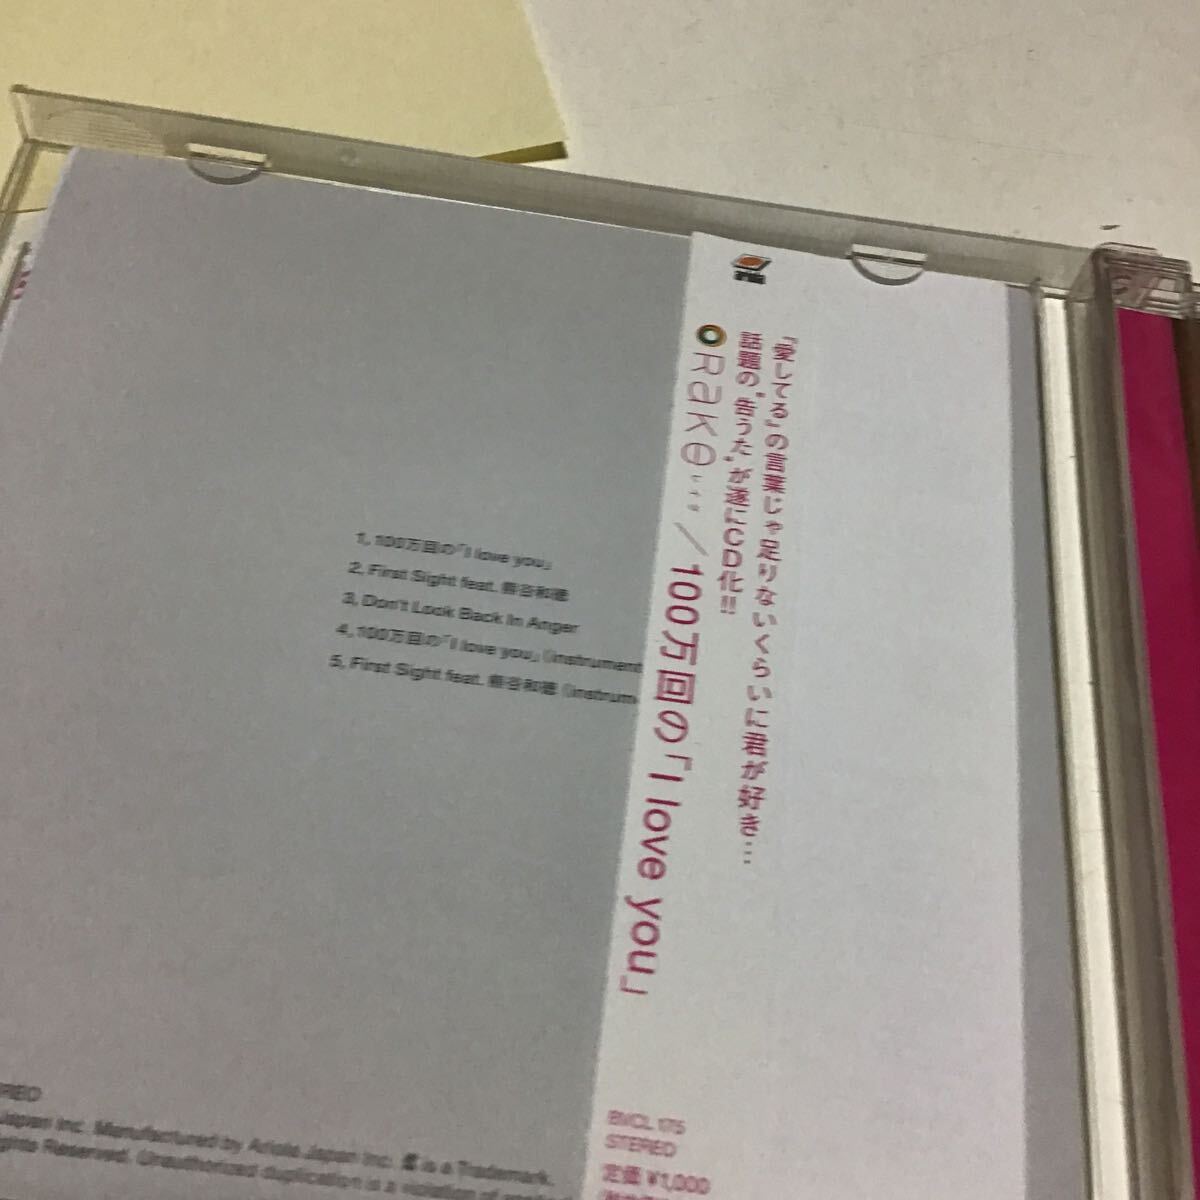 1, 100万回の「I love you」
2, First Sight feat. 熊谷和徳
3, Don't Look Back In Anger
4, 100万回の「I love you」(instrument
5, First Sight feat. 熊谷和徳 (instrum
『愛してる』の言葉じゃ足りないくらいに君が好き…
話題の“缶うた”が遂にCD化!!
Rake／100万回の「I love you」
BVCL 175
STEREO
定価 ¥1,000
REO
Japan Inc. Manufactured by Ariola Japan Inc. is a Trademark.
ights Reserved. Unauthorized duplication is a violation of